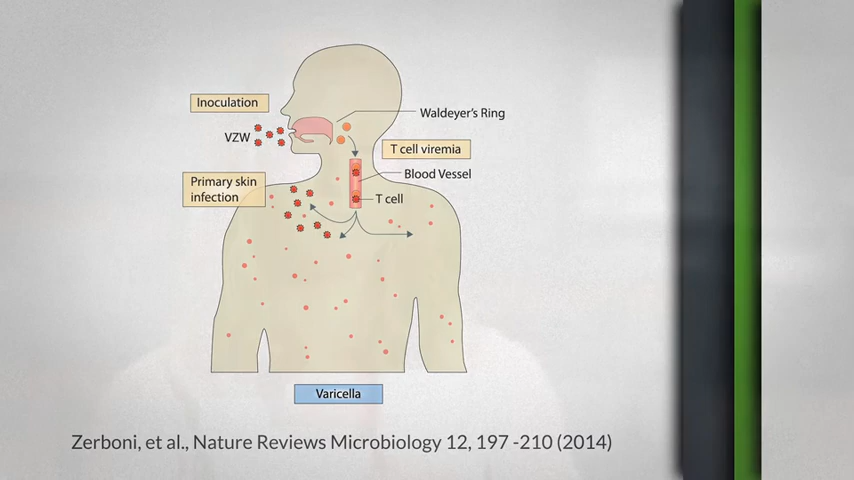 Inoculation
Waldeyer's Ring
VZW
T cell viremia
Blood Vessel
Primary skin
infection
T cell
Varicella
Zerboni, et al., Nature Reviews Microbiology 12, 197 -210 (2014)